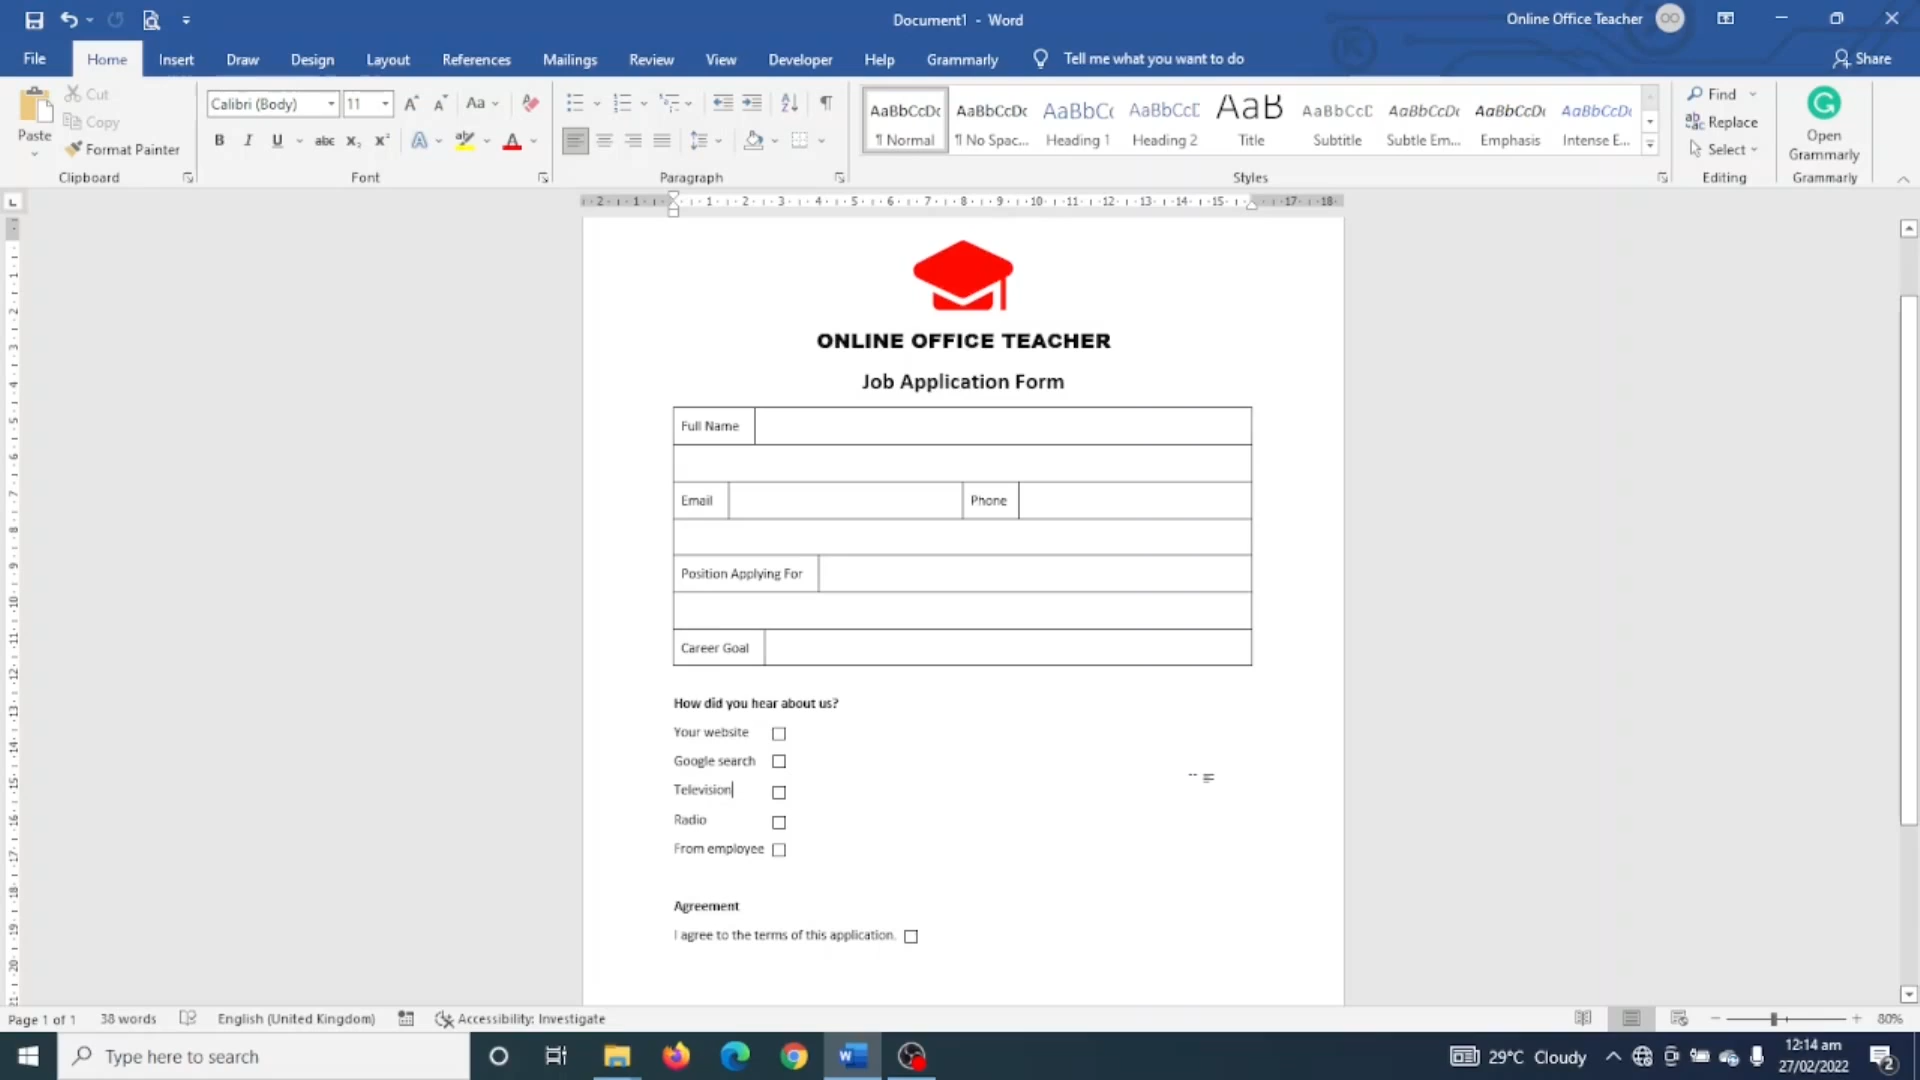 Document1 - Word
Online Office Teacher
OO
File
Home
Insert
Draw
Design
Layout
References
Mailings
Review
View
Developer
Help
Grammarly
Tell me what you want to do
Share
Paste
Cut
Copy
Format Painter
Clipboard
Calibri (Body)
11
Font
Paragraph
AaBbCcDc
¶ Normal
AaBbCcDc
¶ No Spac...
AaBbCc
Heading 1
AaBbCcD
Heading 2
AaB
Title
AaBbCcD
Subtitle
AaBbCcDc
Subtle Em...
AaBbCcDc
Emphasis
AaBbCcDc
Intense E...
Styles
Find
Replace
Select
Editing
Open
Grammarly
Grammarly
ONLINE OFFICE TEACHER
Job Application Form
Full Name
Email
Phone
Position Applying For
Career Goal
How did you hear about us?
Your website
Google search
Television
Radio
From employee
Agreement
I agree to the terms of this application.
Page 1 of 1
38 words
English (United Kingdom)
Accessibility: Investigate
80%
Type here to search
29°C Cloudy
12:14 am
27/02/2022
2